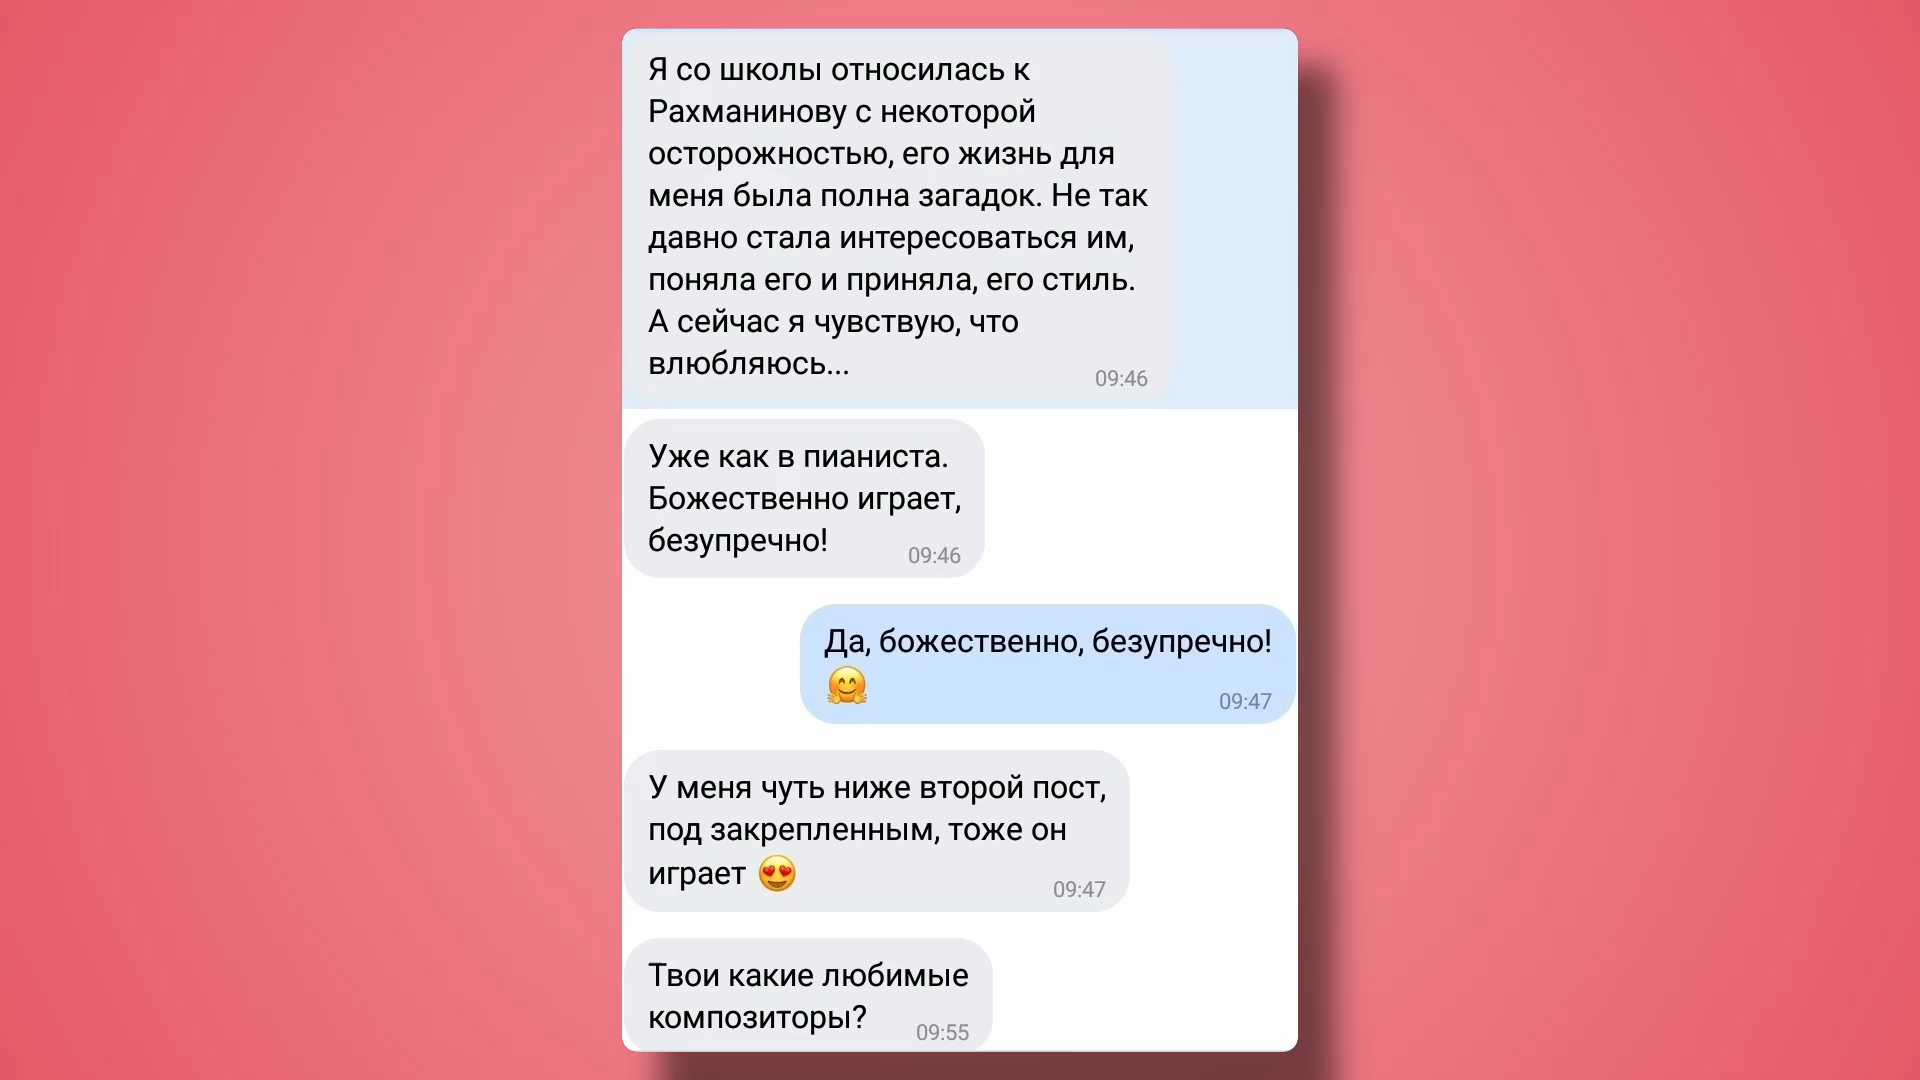 Я со школы относилась к
Рахманинову с некоторой
осторожностью, его жизнь для
меня была полна загадок. Не так
давно стала интересоваться им,
поняла его и приняла, его стиль.
А сейчас я чувствую, что
влюбляюсь...
09:46
Уже как в пианиста.
Божественно играет,
безупречно!
09:46
Да, божественно, безупречно!
🤗
09:47
У меня чуть ниже второй пост,
под закрепленным, тоже он
играет 😍
09:47
Твои какие любимые
композиторы?
09:55